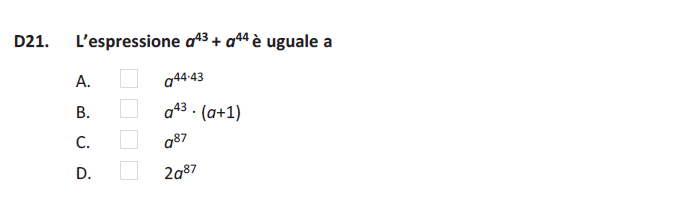 D21. L'espressione a⁴³ + a⁴⁴ è uguale a
A. a⁴⁴·⁴³
B. a⁴³ · (a+1)
C. a⁸⁷
D. 2a⁸⁷